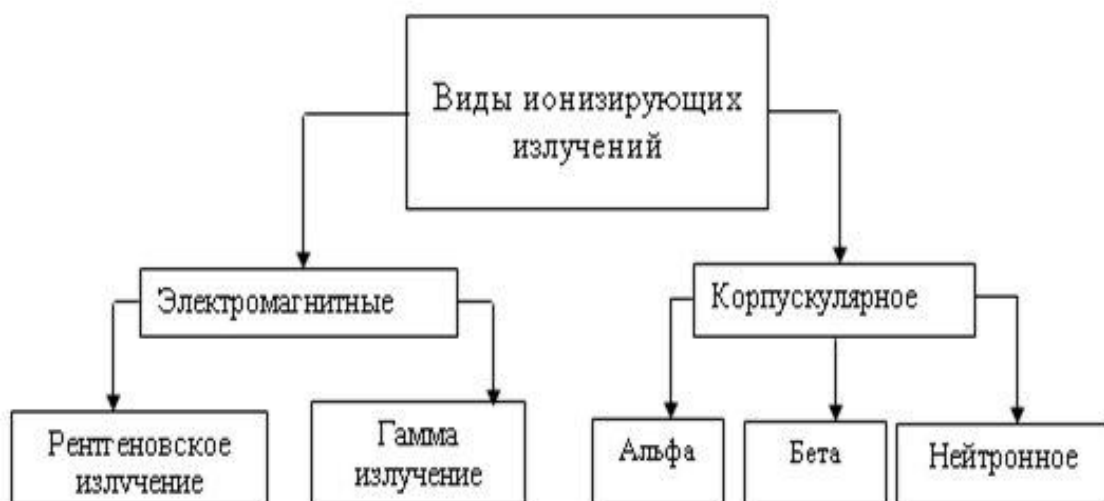 Виды ионизирующих
излучений
Электромагнитные
Корпускулярное
Рентгеновское
излучение
Гамма
излучение
Альфа
Бета
Нейтронное